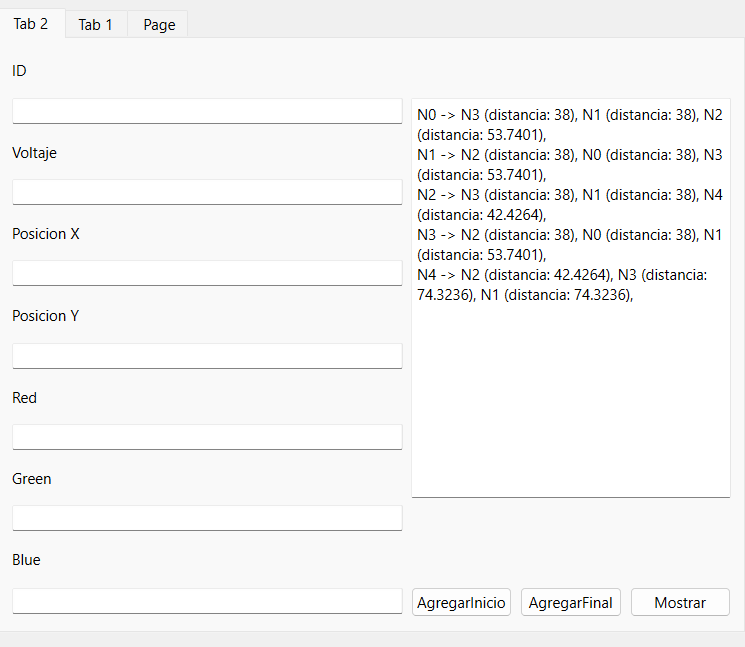 Tab 2
Tab 1
Page
ID
Voltaje
Posicion X
Posicion Y
Red
Green
Blue
N0 -> N3 (distancia: 38), N1 (distancia: 38), N2
(distancia: 53.7401),
N1 -> N2 (distancia: 38), N0 (distancia: 38), N3
(distancia: 53.7401),
N2 -> N3 (distancia: 38), N1 (distancia: 38), N4
(distancia: 42.4264),
N3 -> N2 (distancia: 38), N0 (distancia: 38), N1
(distancia: 53.7401),
N4 -> N2 (distancia: 42.4264), N3 (distancia:
74.3236), N1 (distancia: 74.3236),
AgregarInicio
AgregarFinal
Mostrar